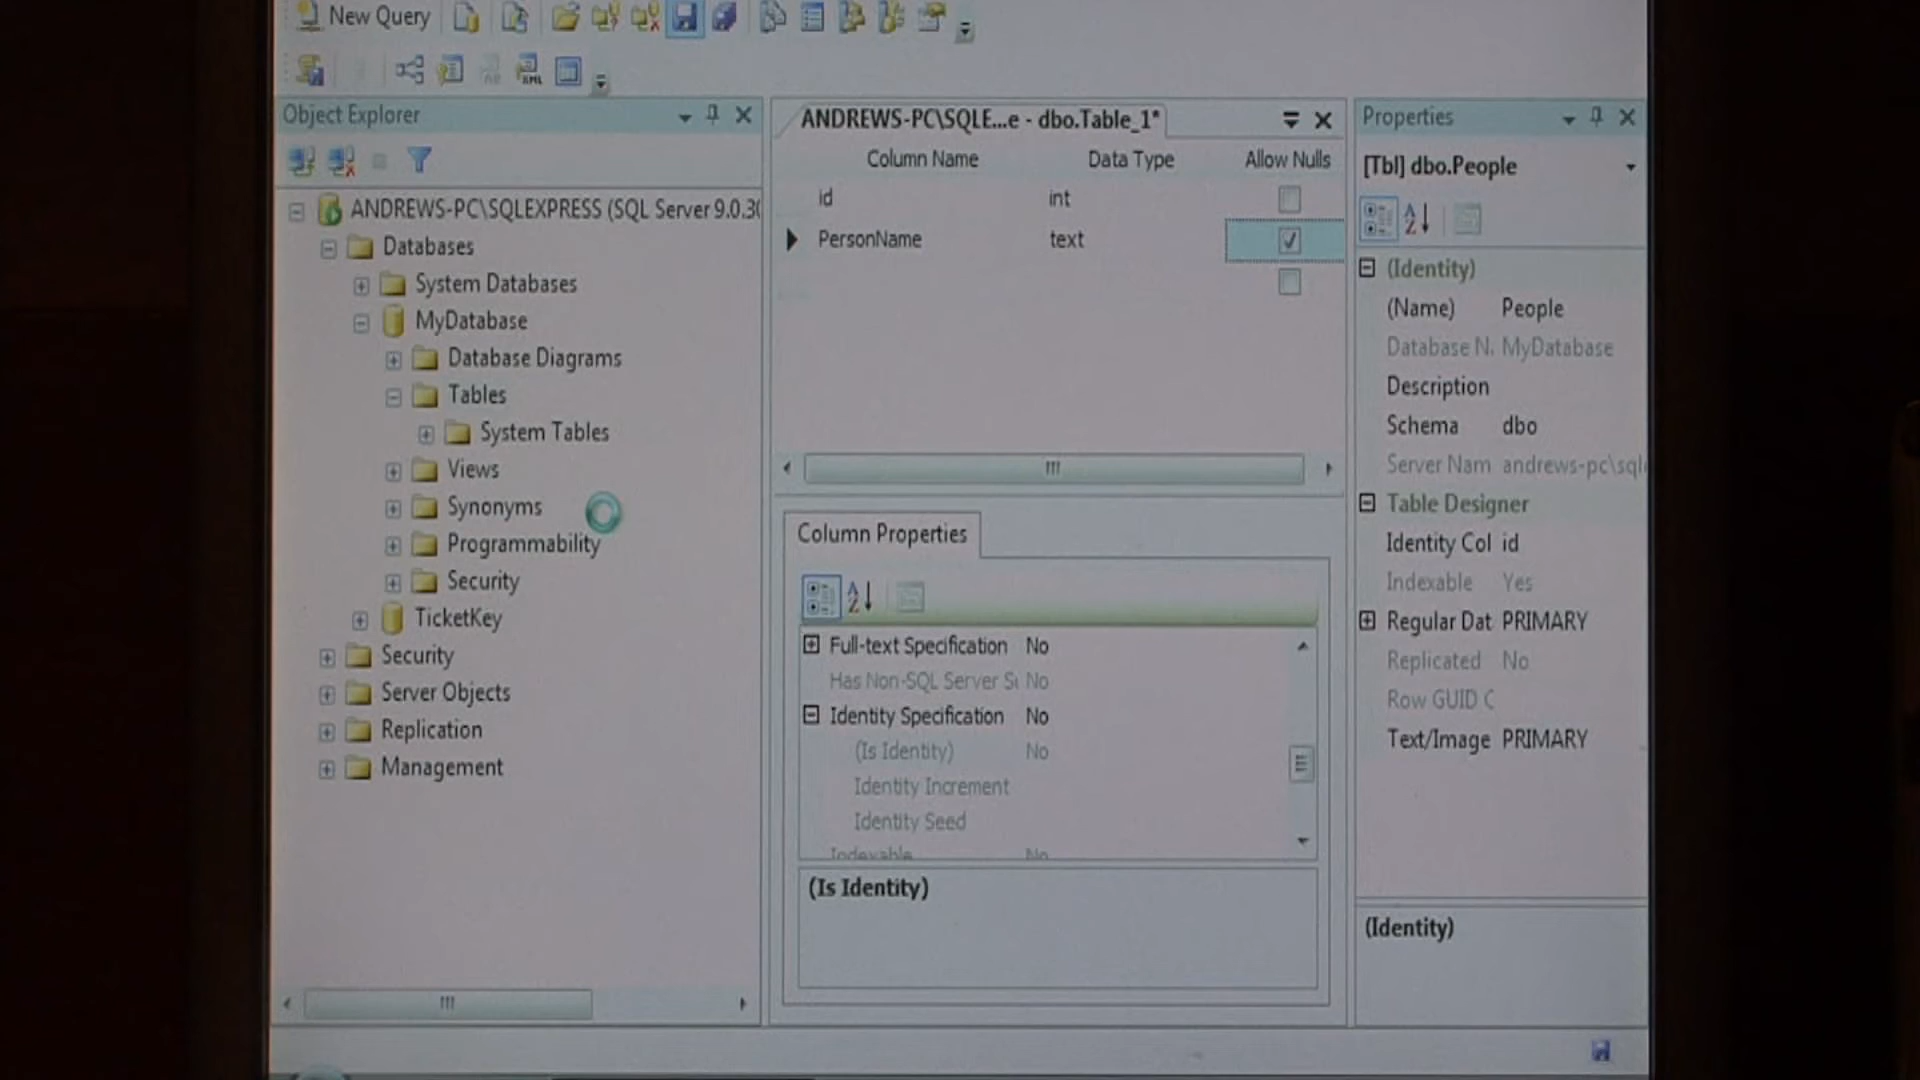 New Query
Object Explorer
ANDREWS-PC\SQLEXPRESS (SQL Server 9.0.30
Databases
System Databases
MyDatabase
Database Diagrams
Tables
System Tables
Views
Synonyms
Programmability
Security
TicketKey
Security
Server Objects
Replication
Management
ANDREWS-PC\SQLE...e - dbo.Table_1*
Column Name Data Type Allow Nulls
id int
PersonName text
Column Properties
Full-text Specification No
Has Non-SQL Server Su No
Identity Specification No
(Is Identity) No
Identity Increment
Identity Seed
Indexable No
(Is Identity)
Properties
[Tbl] dbo.People
(Identity)
(Name) People
Database N. MyDatabase
Description
Schema dbo
Server Nam andrews-pc\sqle
Table Designer
Identity Col id
Indexable Yes
Regular Dat PRIMARY
Replicated No
Row GUID C
Text/Image PRIMARY
(Identity)